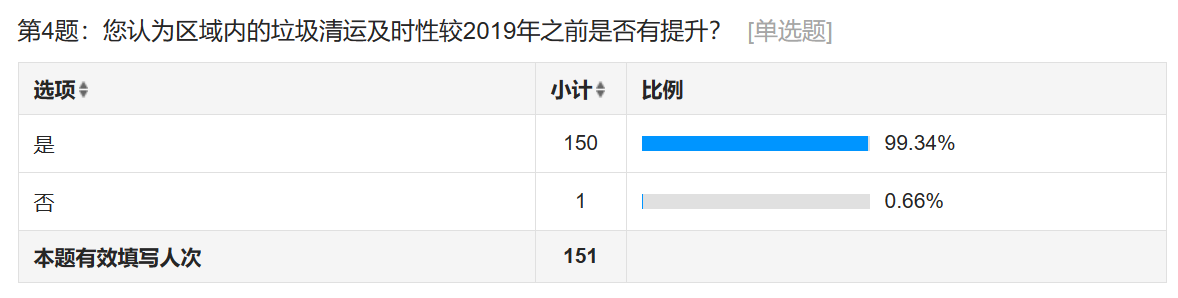 第4题：您认为区域内的垃圾清运及时性较2019年之前是否有提升？ [单选题]
选项 小计 比例
是 150 99.34%
否 1 0.66%
本题有效填写人次 151